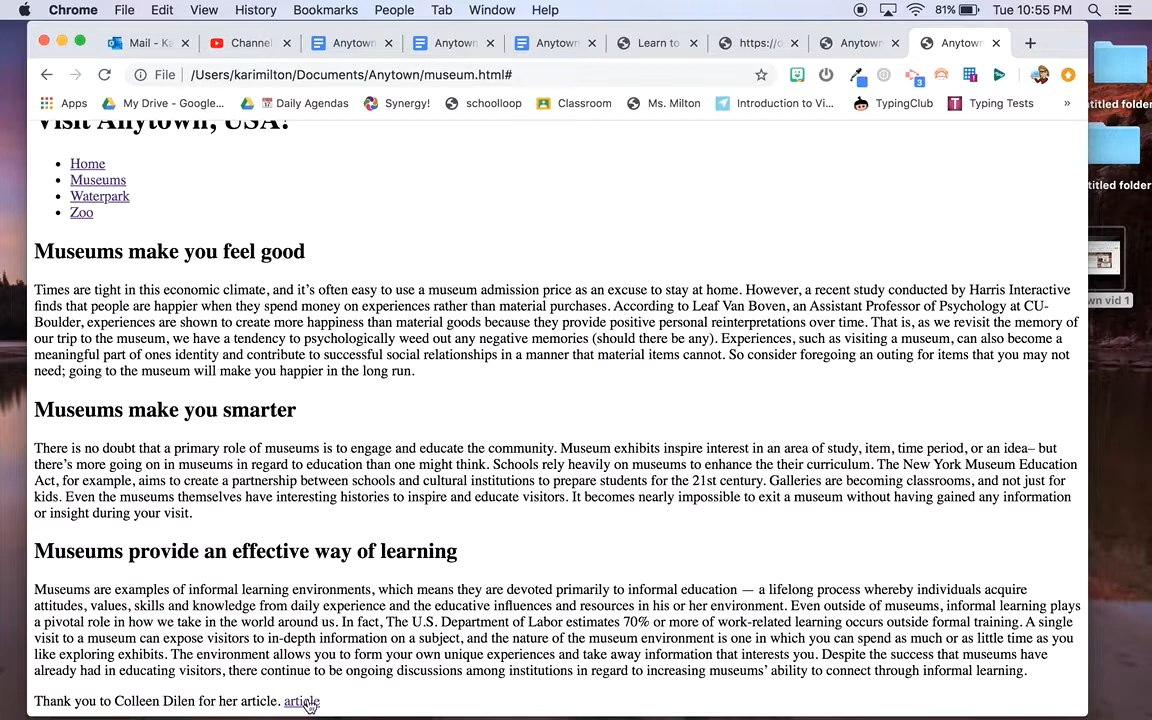 Chrome File Edit View History Bookmarks People Tab Window Help 81% Tue 10:55 PM
Mail - Ka Channel Anytown Anytown Anytown Learn to https://d Anytown Anytown
File /Users/karimilton/Documents/Anytown/museum.html#
Apps My Drive - Google... Daily Agendas Synergy! schoolloop Classroom Ms. Milton Introduction to Vi... TypingClub Typing Tests »
titled folder
titled folder
wn vid 1
Visit Anytown, USA!
• Home
• Museums
• Waterpark
• Zoo
Museums make you feel good
Times are tight in this economic climate, and it's often easy to use a museum admission price as an excuse to stay at home. However, a recent study conducted by Harris Interactive
finds that people are happier when they spend money on experiences rather than material purchases. According to Leaf Van Boven, an Assistant Professor of Psychology at CU-
Boulder, experiences are shown to create more happiness than material goods because they provide positive personal reinterpretations over time. That is, as we revisit the memory of
our trip to the museum, we have a tendency to psychologically weed out any negative memories (should there be any). Experiences, such as visiting a museum, can also become a
meaningful part of ones identity and contribute to successful social relationships in a manner that material items cannot. So consider foregoing an outing for items that you may not
need; going to the museum will make you happier in the long run.
Museums make you smarter
There is no doubt that a primary role of museums is to engage and educate the community. Museum exhibits inspire interest in an area of study, item, time period, or an idea– but
there's more going on in museums in regard to education than one might think. Schools rely heavily on museums to enhance the their curriculum. The New York Museum Education
Act, for example, aims to create a partnership between schools and cultural institutions to prepare students for the 21st century. Galleries are becoming classrooms, and not just for
kids. Even the museums themselves have interesting histories to inspire and educate visitors. It becomes nearly impossible to exit a museum without having gained any information
or insight during your visit.
Museums provide an effective way of learning
Museums are examples of informal learning environments, which means they are devoted primarily to informal education — a lifelong process whereby individuals acquire
attitudes, values, skills and knowledge from daily experience and the educative influences and resources in his or her environment. Even outside of museums, informal learning plays
a pivotal role in how we take in the world around us. In fact, The U.S. Department of Labor estimates 70% or more of work-related learning occurs outside formal training. A single
visit to a museum can expose visitors to in-depth information on a subject, and the nature of the museum environment is one in which you can spend as much or as little time as you
like exploring exhibits. The environment allows you to form your own unique experiences and take away information that interests you. Despite the success that museums have
already had in educating visitors, there continue to be ongoing discussions among institutions in regard to increasing museums' ability to connect through informal learning.
Thank you to Colleen Dilen for her article. article